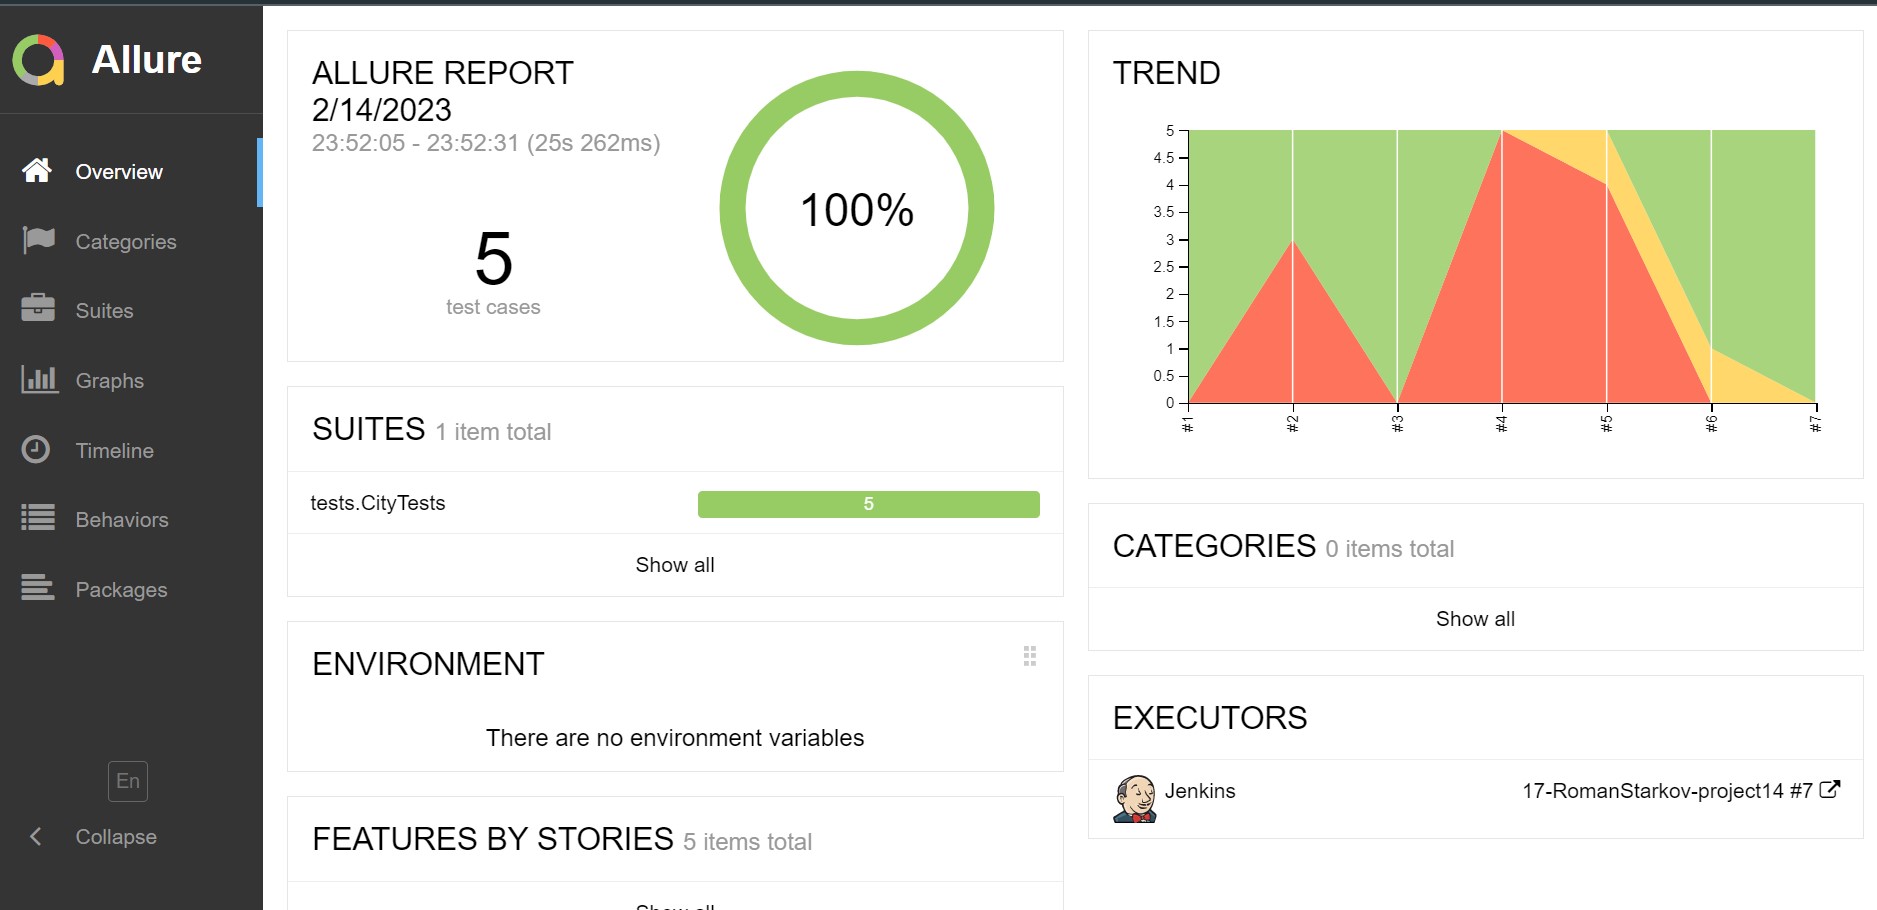 Allure
Overview
Categories
Suites
Graphs
Timeline
Behaviors
Packages
En
Collapse
ALLURE REPORT
2/14/2023
23:52:05 - 23:52:31 (25s 262ms)
5
test cases
100%
SUITES 1 item total
tests.CityTests 5
Show all
ENVIRONMENT
There are no environment variables
FEATURES BY STORIES 5 items total
Show all
TREND
5
4.5
4
3.5
3
2.5
2
1.5
1
0.5
0
#1 #2 #3 #4 #5 #6 #7
CATEGORIES 0 items total
Show all
EXECUTORS
Jenkins 17-RomanStarkov-project14 #7